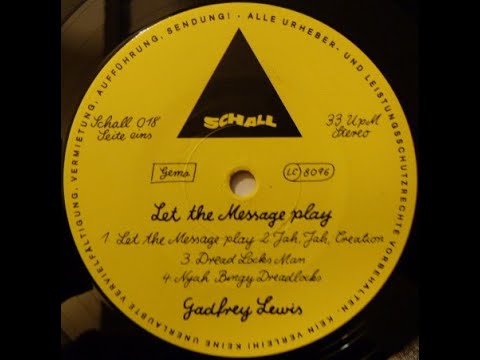 VERMIETUNG, AUFFÜHRUNG, SENDUNG! - ALLE URHEBER- UND LEISTUNGSSCHUTZRECHTE VORBEHALTEN. KEIN VERLEIH! KEINE UNERLAUBTE VERVIELFÄLTIGUNG,
SCHALL
Schall 018
Seite eins
33 UpM
Stereo
Gema
LC 8096
Let the Message play
1. Let the Message play 2. Jah, Jah, Creation
3. Dread Locks Man
4. Nyah Bingy Dreadlocks
Gadfrey Lewis